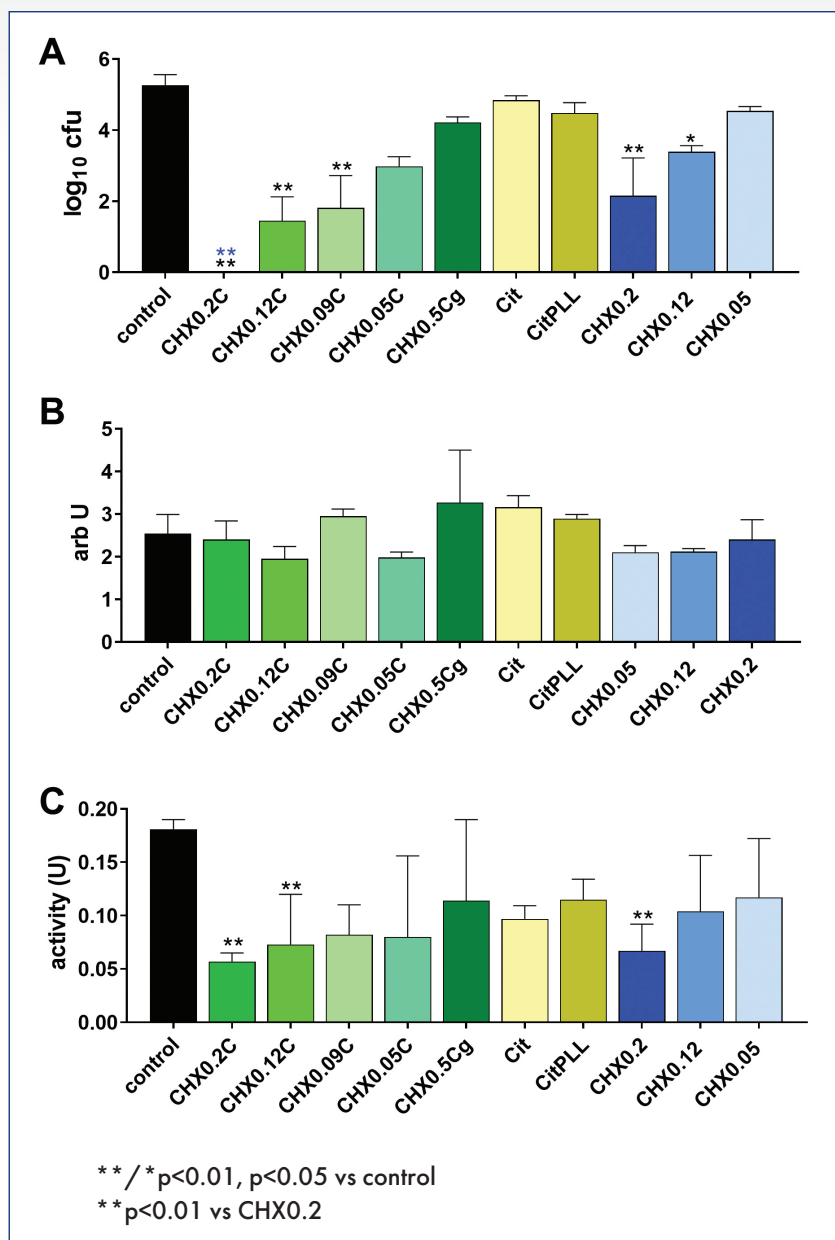 A
log10 cfu
6
4
2
0
**
**
**
**
**
*
control
CHX0.2C
CHX0.12C
CHX0.09C
CHX0.05C
CHX0.5Cg
Cit
CitPLL
CHX0.2
CHX0.12
CHX0.05
B
arb U
5
4
3
2
1
0
control
CHX0.2C
CHX0.12C
CHX0.09C
CHX0.05C
CHX0.5Cg
Cit
CitPLL
CHX0.05
CHX0.12
CHX0.2
C
activity (U)
0.20
0.15
0.10
0.05
0.00
**
**
**
control
CHX0.2C
CHX0.12C
CHX0.09C
CHX0.05C
CHX0.5Cg
Cit
CitPLL
CHX0.2
CHX0.12
CHX0.05
**/*p<0.01, p<0.05 vs control
**p<0.01 vs CHX0.2